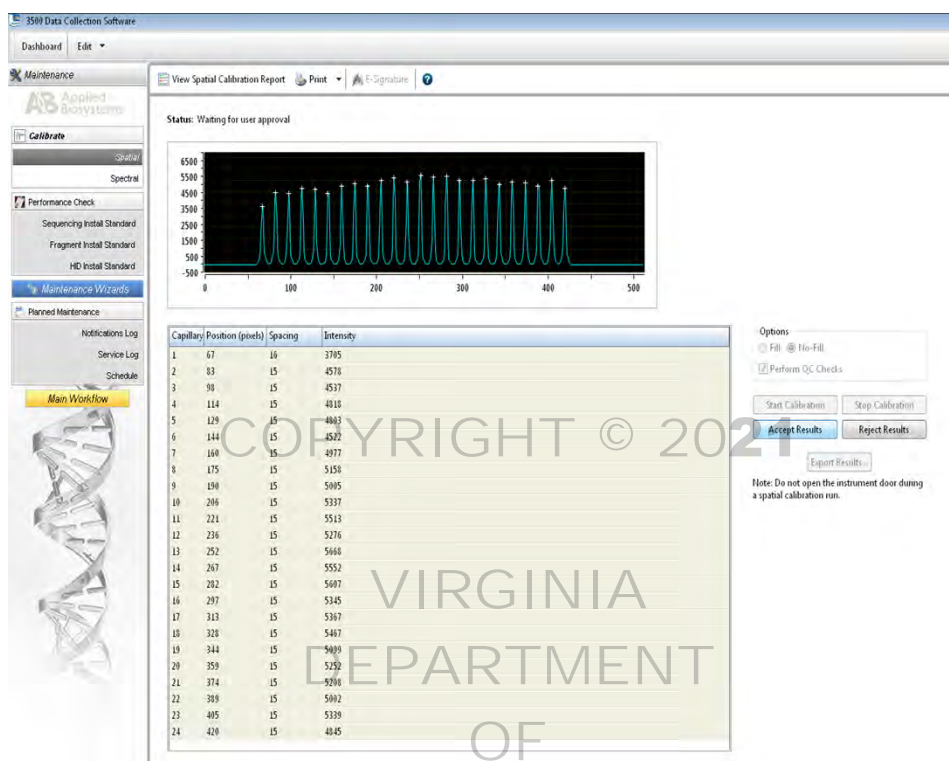 3500 Data Collection Software
Dashboard Edit
Maintenance
View Spatial Calibration Report Print E-Signature
AB Applied Biosystems
Status: Waiting for user approval
Calibrate
Spatial
Spectral
Performance Check
Sequencing Install Standard
Fragment Install Standard
HID Install Standard
Maintenance Wizards
Planned Maintenance
Notifications Log
Service Log
Schedule
Main Workflow
6500
5500
4500
3500
2500
1500
500
-500
0 100 200 300 400 500
Capillary Position (pixels) Spacing Intensity
1 67 16 3705
2 83 15 4578
3 98 15 4537
4 114 15 4818
5 129 15 4803
6 144 15 4522
7 160 15 4977
8 175 15 5158
9 190 15 5005
10 206 15 5337
11 221 15 5513
12 236 15 5276
13 252 15 5668
14 267 15 5552
15 282 15 5607
16 297 15 5345
17 313 15 5367
18 328 15 5467
19 344 15
20 359 15 5252
21 374 15 5208
22 389 15 5002
23 405 15 5339
24 420 15 4845
Options
Fill No-Fill
Perform QC Checks
Start Calibration Stop Calibration
Accept Results Reject Results
Export Results...
Note: Do not open the instrument door during
a spatial calibration run.
COPYRIGHT © 2021
VIRGINIA
DEPARTMENT
OF